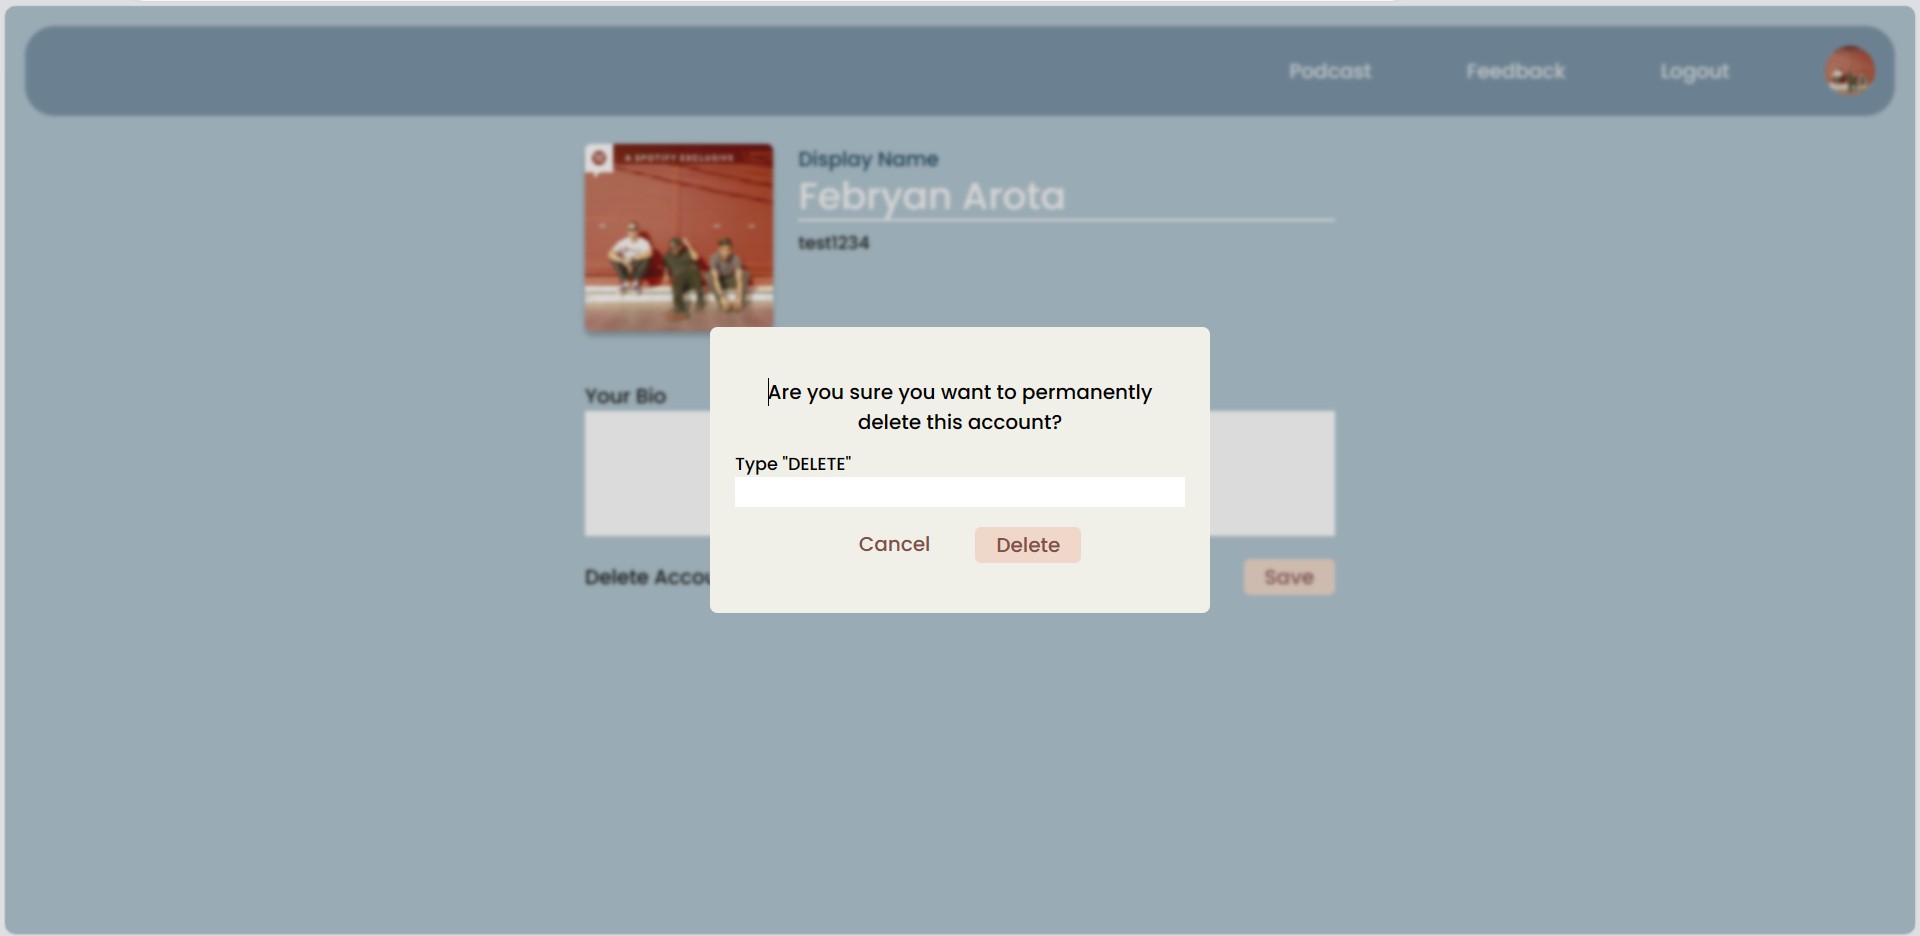 Podcast Feedback Logout
A SPOTIFY EXCLUSIVE
Display Name
Febryan Arota
test1234
Your Bio
Are you sure you want to permanently
delete this account?
Type "DELETE"
Cancel Delete
Delete Accou
Save